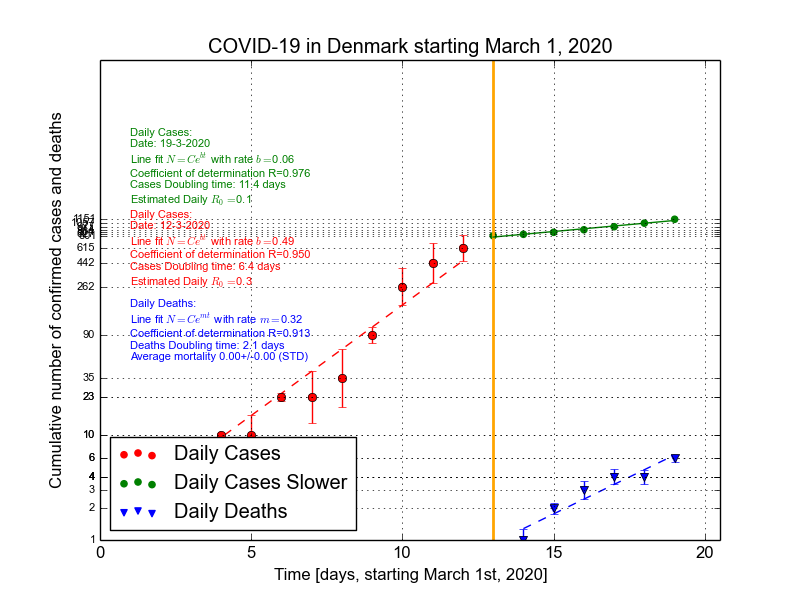 COVID-19 in Denmark starting March 1, 2020
Cumulative number of confirmed cases and deaths
Daily Cases:
Date: 19-3-2020
Line fit N = Ce^{bt} with rate b =0.06
Coefficient of determination R=0.976
Cases Doubling time: 11.4 days
Estimated Daily R_0 =0.1
Daily Cases:
Date: 12-3-2020
Line fit N = Ce^{bt} with rate b =0.49
Coefficient of determination R=0.950
Cases Doubling time: 6.4 days
Estimated Daily R_0 =0.3
Daily Deaths:
Line fit N = Ce^{mt} with rate m =0.32
Coefficient of determination R=0.913
Deaths Doubling time: 2.1 days
Average mortality 0.00+/-0.00 (STD)
1151
615
442
262
90
35
23
10
6
4
3
2
1
Daily Cases
Daily Cases Slower
Daily Deaths
0 5 10 15 20
Time [days, starting March 1st, 2020]